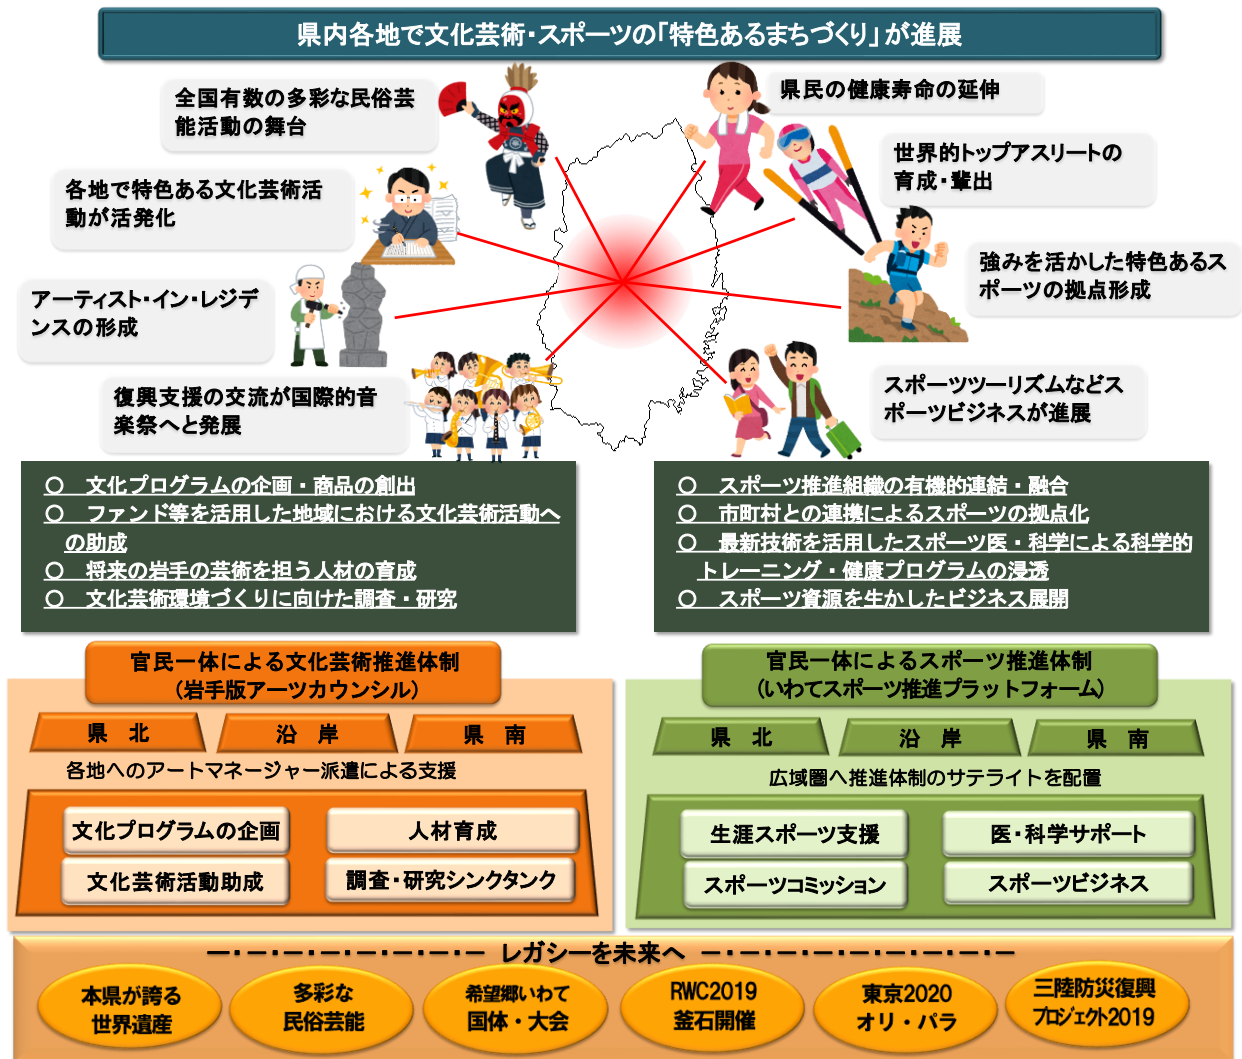 県内各地で文化芸術・スポーツの「特色あるまちづくり」が進展
全国有数の多彩な民俗芸
能活動の舞台
県民の健康寿命の延伸
世界的トップアスリートの
育成・輩出
各地で特色ある文化芸術活
動が活発化
強みを活かした特色あるス
ポーツの拠点形成
アーティスト・イン・レジデ
ンスの形成
復興支援の交流が国際的音
楽祭へと発展
スポーツツーリズムなどス
ポーツビジネスが進展
〇　文化プログラムの企画・商品の創出
〇　ファンド等を活用した地域における文化芸術活動へ
の助成
〇　将来の岩手の芸術を担う人材の育成
〇　文化芸術環境づくりに向けた調査・研究
〇　スポーツ推進組織の有機的連結・融合
〇　市町村との連携によるスポーツの拠点化
〇　最新技術を活用したスポーツ医・科学による科学的
トレーニング・健康プログラムの浸透
〇　スポーツ資源を生かしたビジネス展開
官民一体による文化芸術推進体制
(岩手版アーツカウンシル)
県　北
沿　岸
県　南
各地へのアートマネージャー派遣による支援
文化プログラムの企画
人材育成
文化芸術活動助成
調査・研究シンクタンク
官民一体によるスポーツ推進体制
(いわてスポーツ推進プラットフォーム)
県　北
沿　岸
県　南
広域圏へ推進体制のサテライトを配置
生涯スポーツ支援
医・科学サポート
スポーツコミッション
スポーツビジネス
ー・ー・ー・ー・ー・ー・ー レガシーを未来へ ー・ー・ー・ー・ー・ー・ー・ー
本県が誇る
世界遺産
多彩な
民俗芸能
希望郷いわて
国体・大会
RWC2019
釜石開催
東京2020
オリ・パラ
三陸防災復興
プロジェクト2019